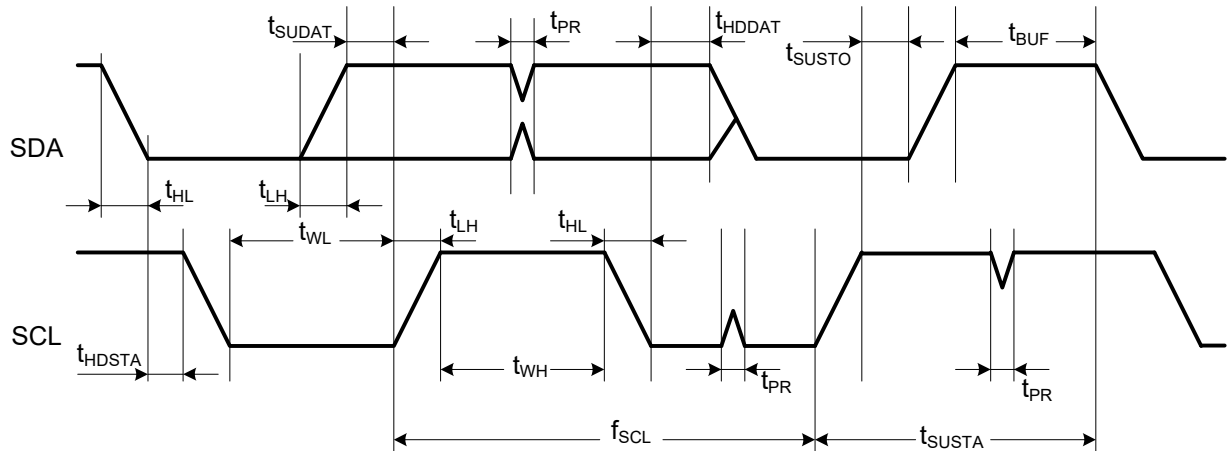 tSUDAT
tPR
tHDDAT
tSUSTO
tBUF
SDA
tHL
tLH
tWL
tLH
tHL
SCL
tHDSTA
tWH
tPR
tPR
fSCL
tSUSTA